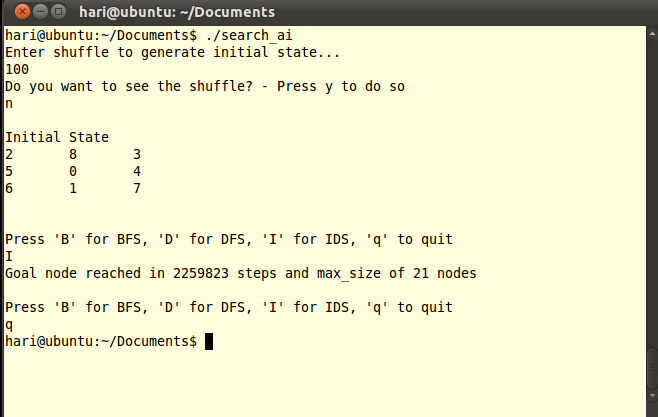 hari@ubuntu: ~/Documents
hari@ubuntu:~/Documents$ ./search_ai
Enter shuffle to generate initial state...
100
Do you want to see the shuffle? - Press y to do so
n
Initial State
2 8 3
5 0 4
6 1 7
Press 'B' for BFS, 'D' for DFS, 'I' for IDS, 'q' to quit
I
Goal node reached in 2259823 steps and max_size of 21 nodes
Press 'B' for BFS, 'D' for DFS, 'I' for IDS, 'q' to quit
q
hari@ubuntu:~/Documents$